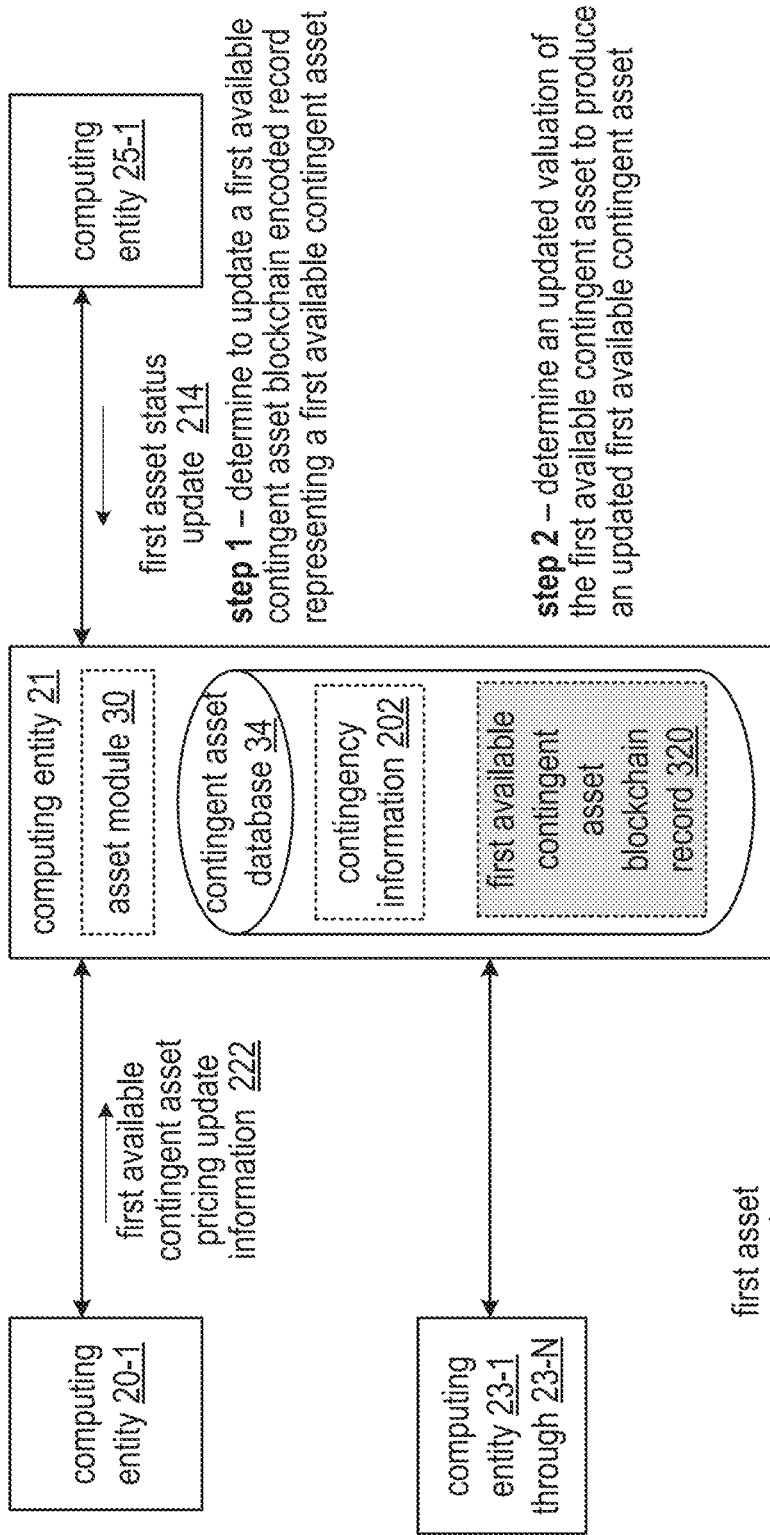 computing
entity 20-1
first available
contingent asset
pricing update
information 222
computing entity 21
asset module 30
contingent asset
database 34
contingency
information 202
first available
contingent
asset
blockchain
record 320
computing
entity 25-1
first asset status
update 214
step 1 – determine to update a first available
contingent asset blockchain encoded record
representing a first available contingent asset
step 2 – determine an updated valuation of
the first available contingent asset to produce
an updated first available contingent asset
computing
entity 23-1
through 23-N
first asset